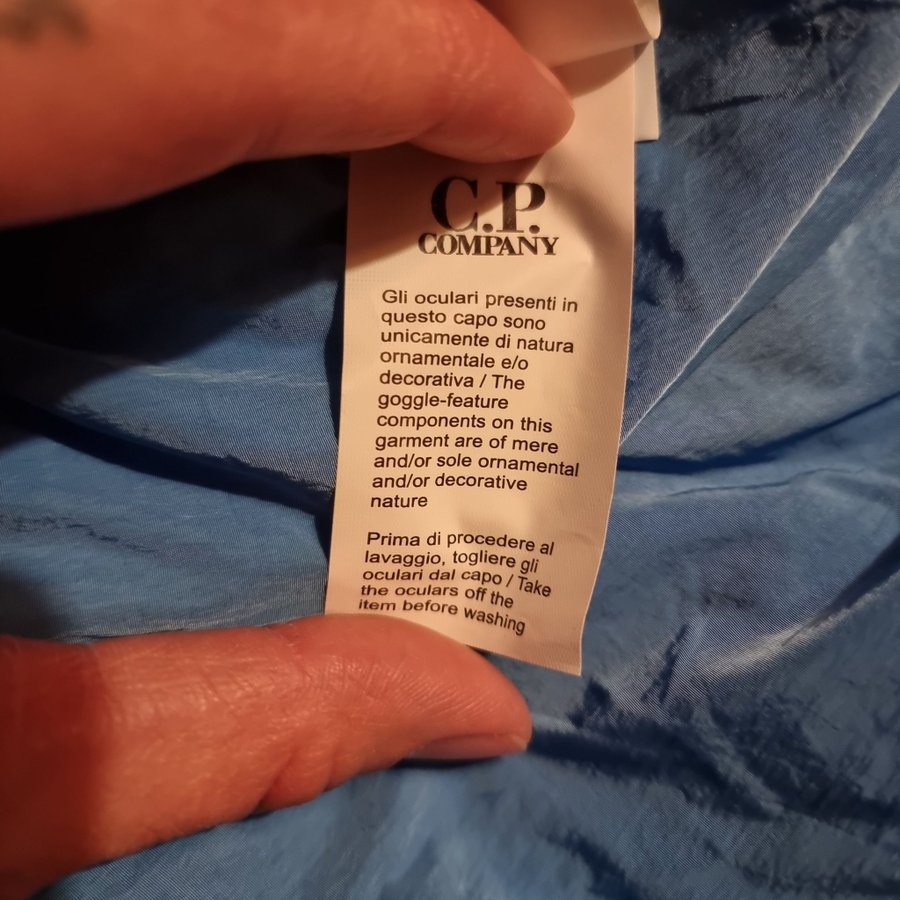 C.P.
COMPANY
Gli oculari presenti in
questo capo sono
unicamente di natura
ornamentale e/o
decorativa / The
goggle-feature
components on this
garment are of mere
and/or sole ornamental
and/or decorative
nature
Prima di procedere al
lavaggio, togliere gli
oculari dal capo / Take
the oculars off the
item before washing